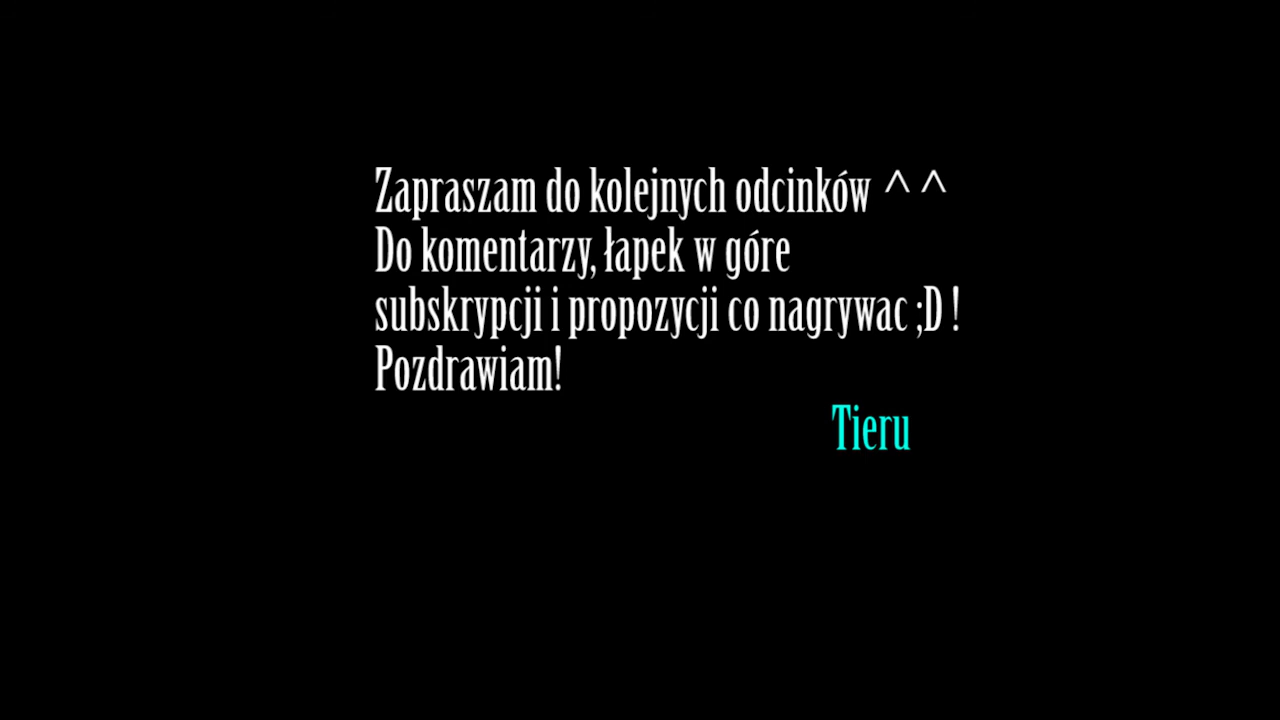 Zapraszam do kolejnych odcinków ^ ^
Do komentarzy, łapek w góre
subskrypcji i propozycji co nagrywac ;D !
Pozdrawiam!
Tieru